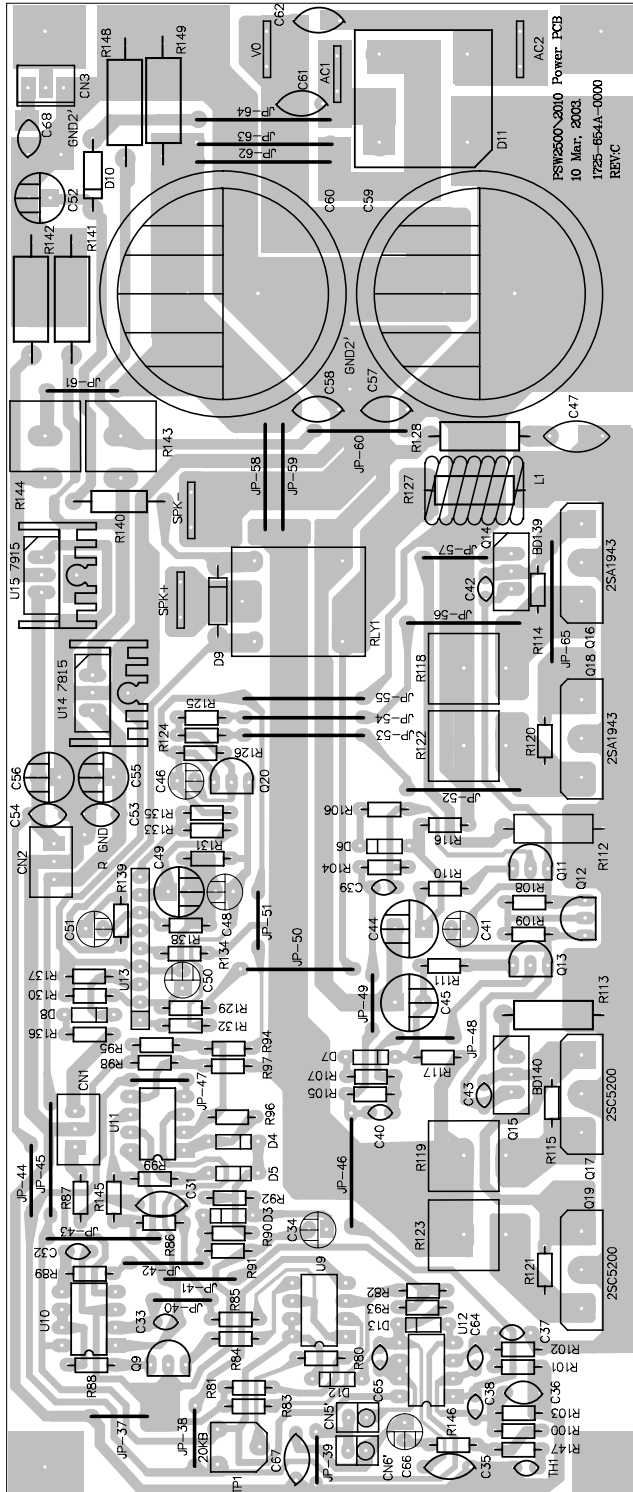 C62
R148
R149
V0
AC1
AC2
CN3
C61
C68
GND2'
JP-64
JP-63
JP-62
D11
PSW2500~2010 Power PCB
10 Mar. 2003.
1725-654A-0000
REV:C
D10
C52
C60
C59
R142
R141
JP-61
C58
GND2'
C57
C47
R143
JP-58
JP-59
JP-60
R128
R144
R140
SPK-
R127
L1
U15 7915
JP-57
Q14
BD139
2SA1943
C42
SPK+
D9
RLY1
R114
JP-65
Q16
JP-56
R118
Q18
U14 7815
JP-55
R125
R124
JP-54
JP-53
R122
R120
2SA1943
R126
C56
C55
C46
Q20
JP-52
C54
C53
R GND
R135
R133
R106
R116
R112
CN2
R131
D6
R104
Q11
C49
C39
R110
R108
Q12
R139
C48
C44
R109
C51
JP-51
C41
R138
R134
JP-50
Q13
R137
U13
C50
R111
R130
JP-49
C45
R113
D8
R129
R132
JP-48
R136
R95
R94
D7
R117
R98
R97
R107
BD140
2SC5200
CN1
JP-47
R105
C43
U11
R96
C40
Q15
R115
D4
JP-46
R119
JP-44
JP-45
R99
D5
Q17
R87
R145
C31
R92
Q19
R86
D3
R123
JP-43
R90
C34
C32
R91
R89
JP-42
JP-41
U9
R121
2SC5200
U10
JP-40
R85
R82
C33
R93
D13
U12
C64
C37
R84
R102
R88
Q9
R80
R101
R81
D12
C65
C38
C36
R83
CN5'
R103
JP-37
JP-38
20KB
R146
R100
TP1
C67
JP-39
CN6'
C66
C35
R147
TH1